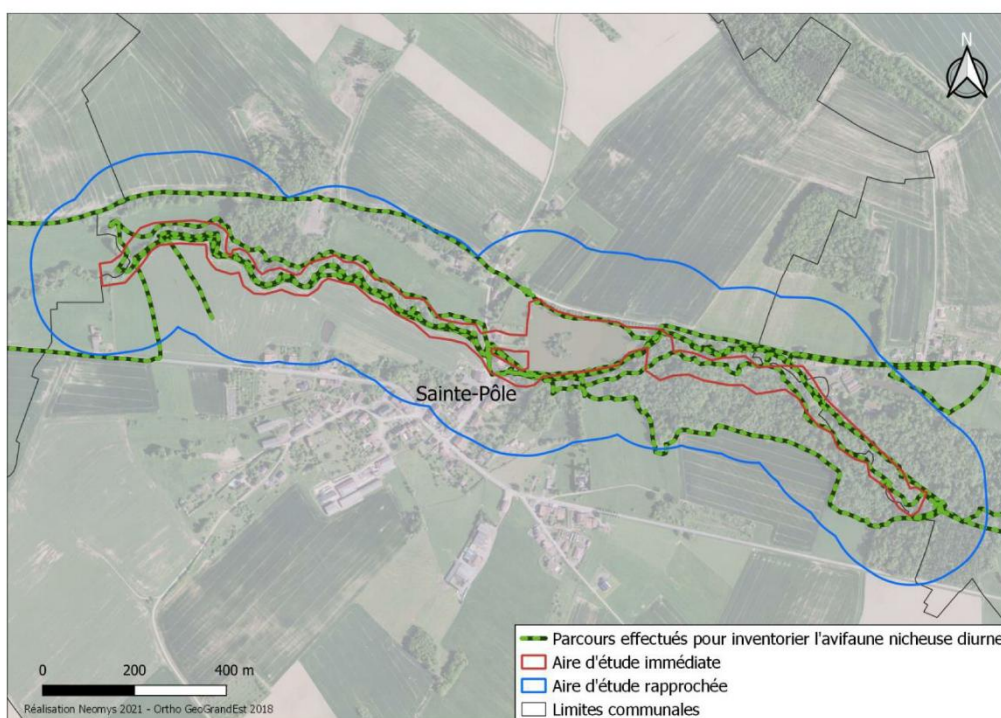 N
Sainte-Pôle
Parcours effectués pour inventorier l'avifaune nicheuse diurne
Aire d'étude immédiate
Aire d'étude rapprochée
Limites communales
0 200 400 m
Réalisation Neomys 2021 - Ortho GeoGrandEst 2018